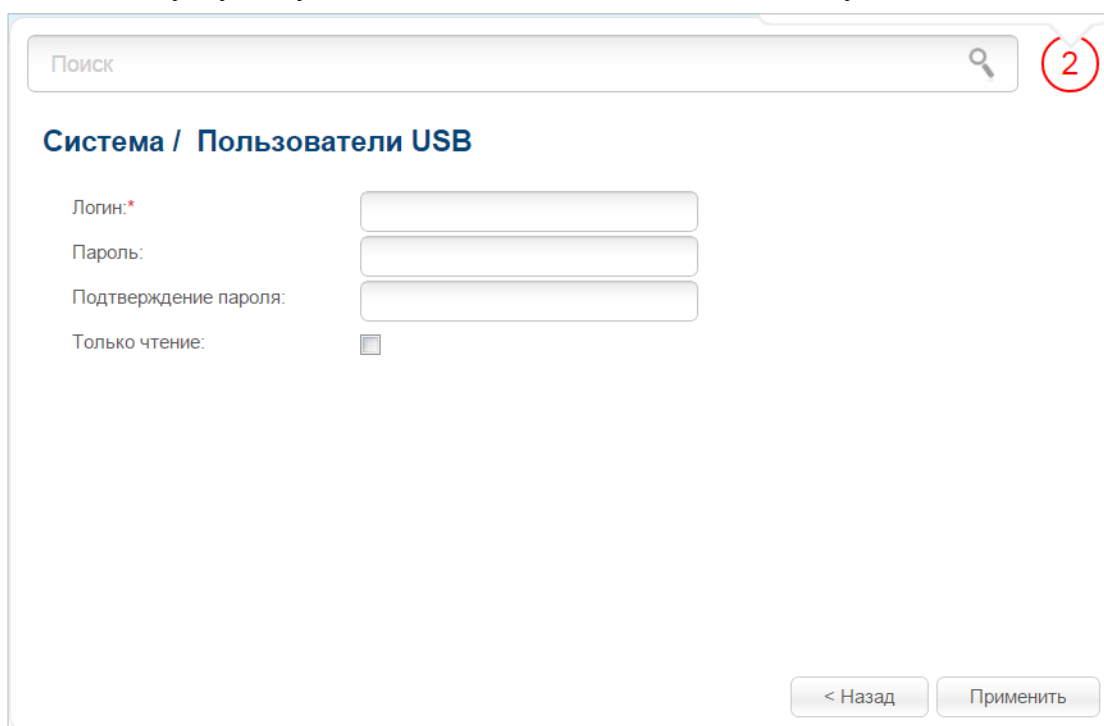 Поиск
2
Система / Пользователи USB
Логин:*
Пароль:
Подтверждение пароля:
Только чтение:
< Назад
Применить